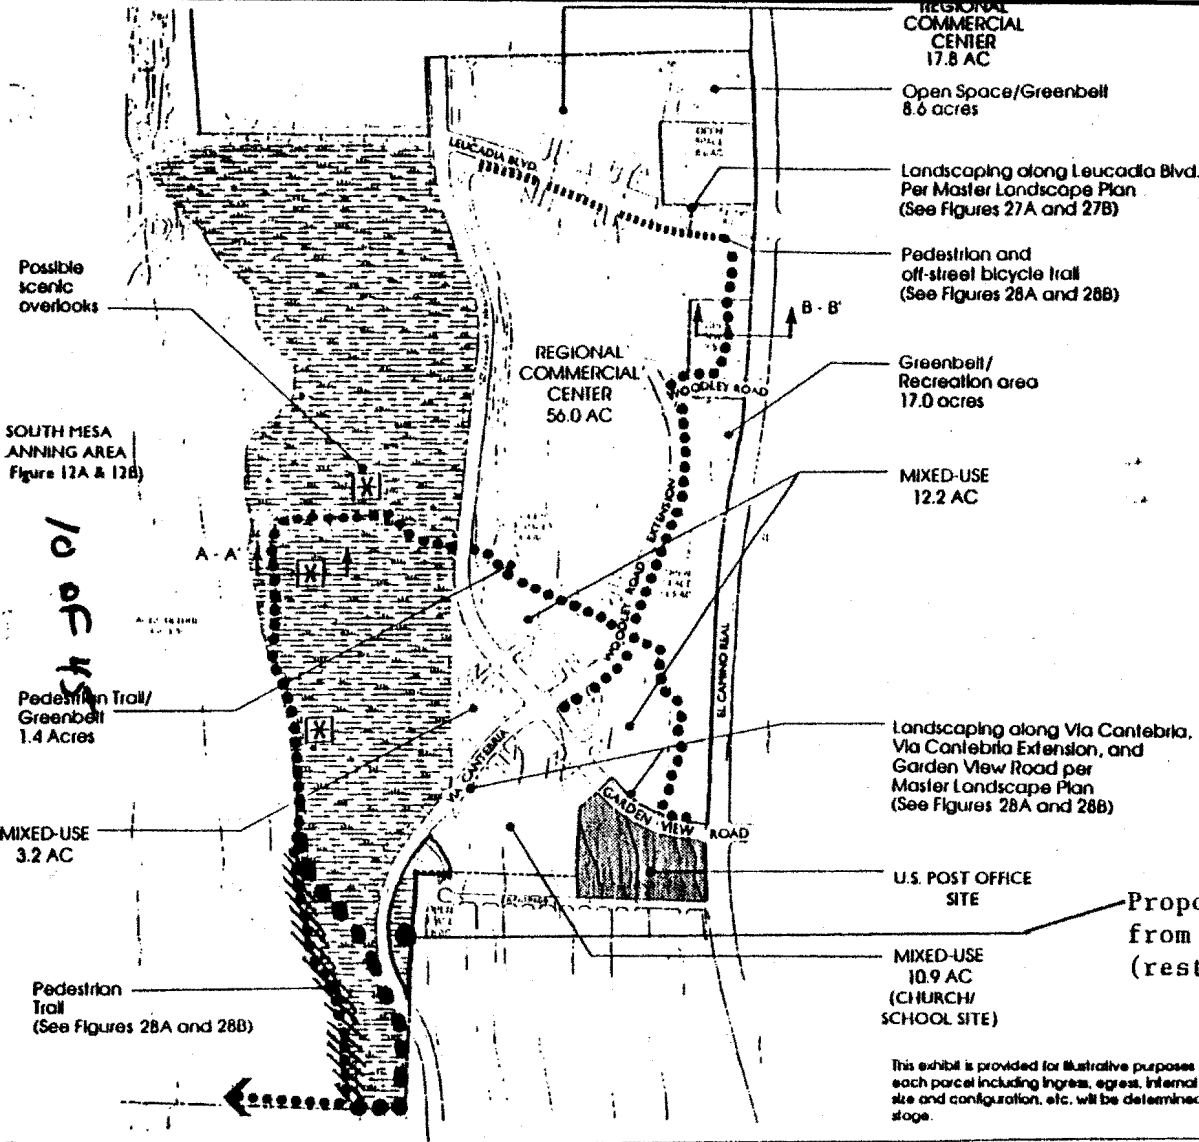 REGIONAL
COMMERCIAL
CENTER
17.8 AC
Open Space/Greenbelt
8.6 acres
OPEN
SPACE
LEUCADIA BLVD.
Landscaping along Leucadia Blvd.
Per Master Landscape Plan
(See Figures 27A and 27B)
Pedestrian and
off-street bicycle trail
(See Figures 28A and 28B)
Possible
scenic
overlooks
B - B'
REGIONAL
COMMERCIAL
CENTER
56.0 AC
WOODLEY ROAD
Greenbelt/
Recreation area
17.0 acres
SOUTH MESA
ANNING AREA
Figure 12A & 12B)
MIXED-USE
12.2 AC
10 OF 45
A - A'
WOODLEY ROAD EXTENSION
EL CAMINO REAL
Pedestrian Trail/
Greenbelt
1.4 Acres
Landscaping along Via Cantebria,
Via Cantebria Extension, and
Garden View Road per
Master Landscape Plan
(See Figures 28A and 28B)
CANTEBRIA
GARDEN VIEW ROAD
MIXED-USE
3.2 AC
U.S. POST OFFICE
SITE
Propo
from
(rest
MIXED-USE
10.9 AC
(CHURCH/
SCHOOL SITE)
Pedestrian
Trail
(See Figures 28A and 28B)
This exhibit is provided for illustrative purposes
each parcel including ingress, egress, internal
size and configuration, etc. will be determined
stage.